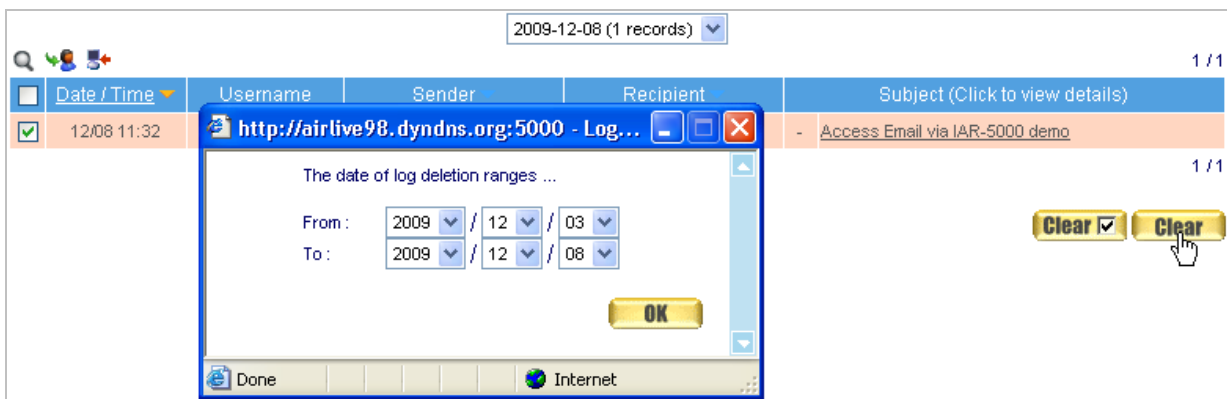 2009-12-08 (1 records)
1 / 1
Date / Time Username Sender Recipient Subject (Click to view details)
12/08 11:32 - Access Email via IAR-5000 demo
http://airlive98.dyndns.org:5000 - Log...
The date of log deletion ranges ...
From : 2009 / 12 / 03
To : 2009 / 12 / 08
OK
Done Internet
1 / 1
Clear Clear